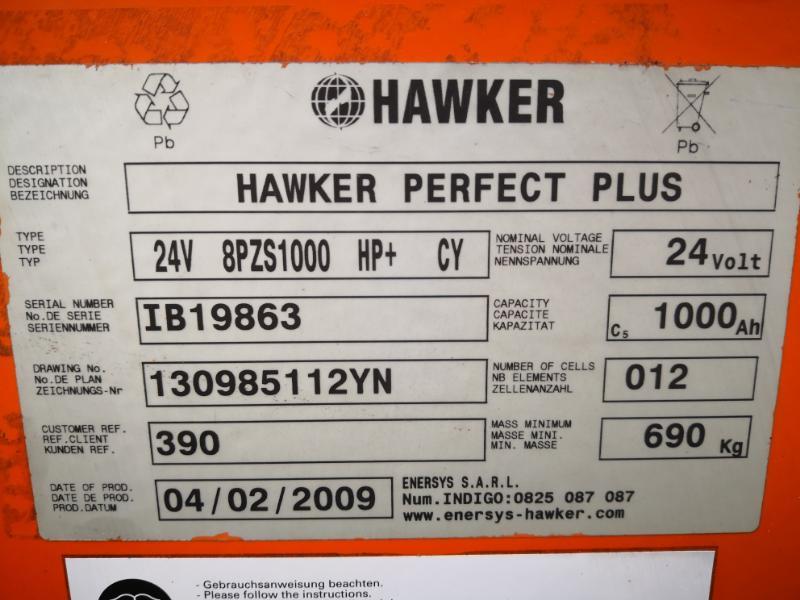 HAWKER
Pb
Pb
DESCRIPTION
DESIGNATION
BEZEICHNUNG
HAWKER PERFECT PLUS
TYPE
TYPE
TYP
24V 8PZS1000 HP+ CY
NOMINAL VOLTAGE
TENSION NOMINALE
NENNSPANNUNG
24 Volt
SERIAL NUMBER
No.DE SERIE
SERIENNUMMER
IB19863
CAPACITY
CAPACITE
KAPAZITAT
C5 1000 Ah
DRAWING No.
No.DE PLAN
ZEICHNUNGS-Nr
130985112YN
NUMBER OF CELLS
NB ELEMENTS
ZELLENANZAHL
012
CUSTOMER REF.
REF.CLIENT
KUNDEN REF.
390
MASS MINIMUM
MASSE MINI.
MIN. MASSE
690 Kg
DATE OF PROD.
DATE DE PROD.
PROD.DATUM
04/02/2009
ENERSYS S.A.R.L.
Num.INDIGO:0825 087 087
www.enersys-hawker.com
- Gebrauchsanweisung beachten.
- Please follow the instructions.